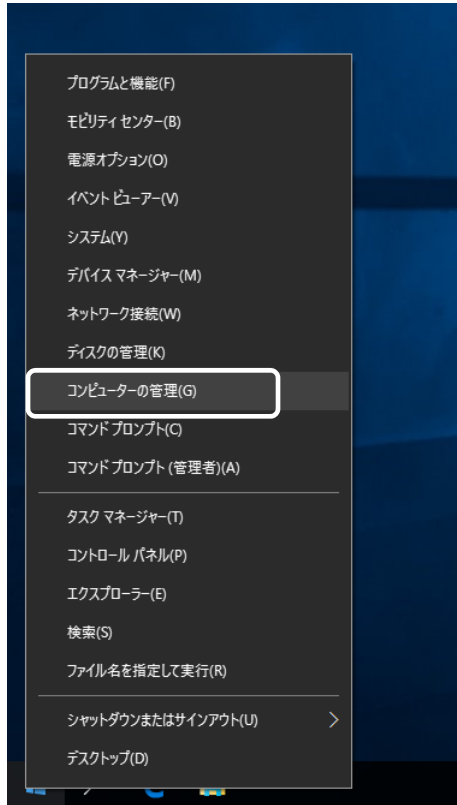 プログラムと機能(F)
モビリティ センター(B)
電源オプション(O)
イベント ビューアー(V)
システム(Y)
デバイス マネージャー(M)
ネットワーク接続(W)
ディスクの管理(K)
コンピューターの管理(G)
コマンド プロンプト(C)
コマンド プロンプト (管理者)(A)
タスク マネージャー(T)
コントロール パネル(P)
エクスプローラー(E)
検索(S)
ファイル名を指定して実行(R)
シャットダウンまたはサインアウト(U)
デスクトップ(D)